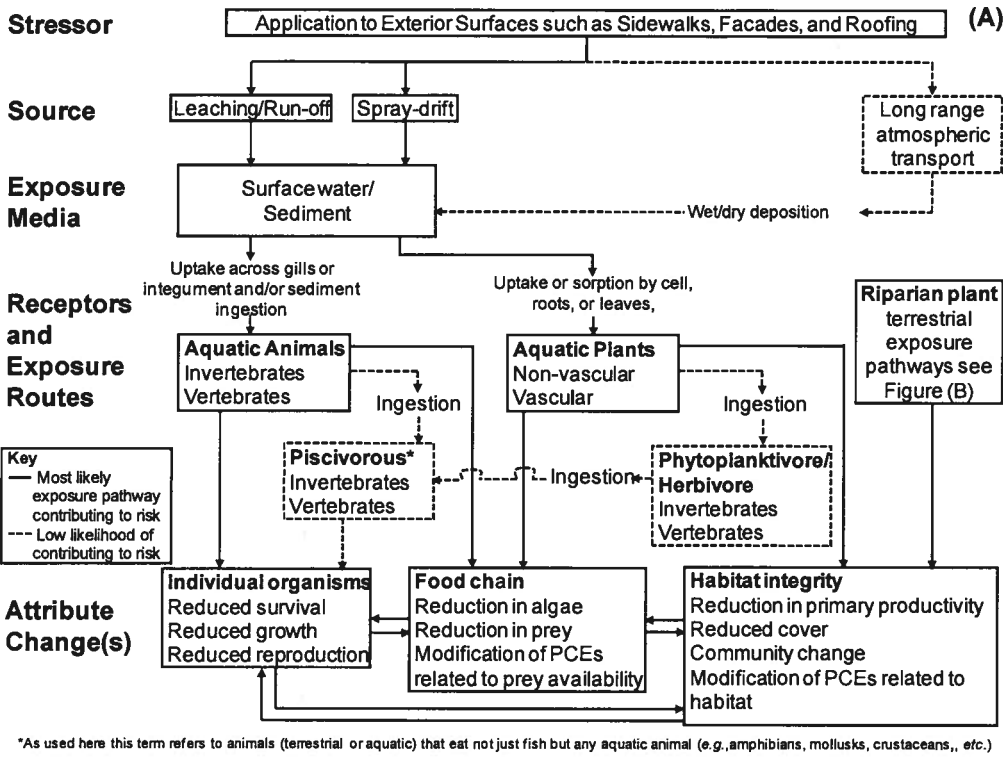 Stressor
Application to Exterior Surfaces such as Sidewalks, Facades, and Roofing
(A)
Source
Leaching/Run-off
Spray-drift
Long range
atmospheric
transport
Exposure
Media
Surface water/
Sediment
Wet/dry deposition
Uptake across gills or
integument and/or sediment
ingestion
Uptake or sorption by cell,
roots, or leaves,
Receptors
and
Exposure
Routes
Aquatic Animals
Invertebrates
Vertebrates
Ingestion
Aquatic Plants
Non-vascular
Vascular
Ingestion
Riparian plant
terrestrial
exposure
pathways see
Figure (B)
Key
Most likely
exposure pathway
contributing to risk
Low likelihood of
contributing to risk
Piscivorous*
Invertebrates
Vertebrates
Ingestion
Phytoplanktivore/
Herbivore
Invertebrates
Vertebrates
Attribute
Change(s)
Individual organisms
Reduced survival
Reduced growth
Reduced reproduction
Food chain
Reduction in algae
Reduction in prey
Modification of PCEs
related to prey availability
Habitat integrity
Reduction in primary productivity
Reduced cover
Community change
Modification of PCEs related to
habitat
*As used here this term refers to animals (terrestrial or aquatic) that eat not just fish but any aquatic animal (e.g.,amphibians, mollusks, crustaceans,, etc.)